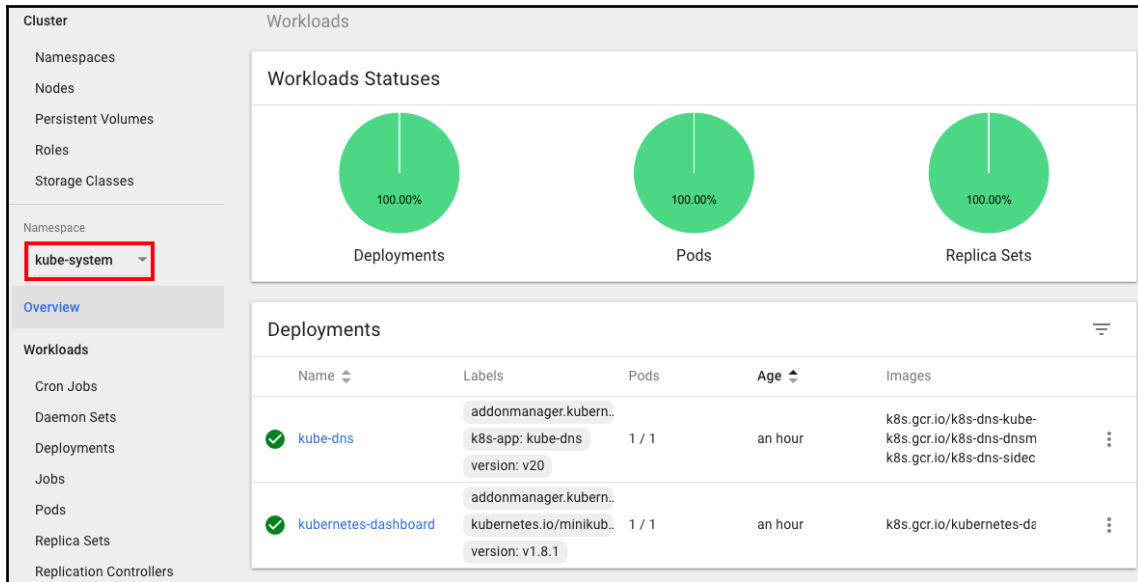 Cluster
Namespaces
Nodes
Persistent Volumes
Roles
Storage Classes
Namespace
kube-system
Overview
Workloads
Cron Jobs
Daemon Sets
Deployments
Jobs
Pods
Replica Sets
Replication Controllers
Workloads
Workloads Statuses
100.00%
100.00%
100.00%
Deployments
Pods
Replica Sets
Deployments
Name
Labels
Pods
Age
Images
kube-dns
addonmanager.kubern..
k8s-app: kube-dns
version: v20
1 / 1
an hour
k8s.gcr.io/k8s-dns-kube-
k8s.gcr.io/k8s-dns-dnsm
k8s.gcr.io/k8s-dns-sidec
kubernetes-dashboard
addonmanager.kubern..
kubernetes.io/minikub..
version: v1.8.1
1 / 1
an hour
k8s.gcr.io/kubernetes-da